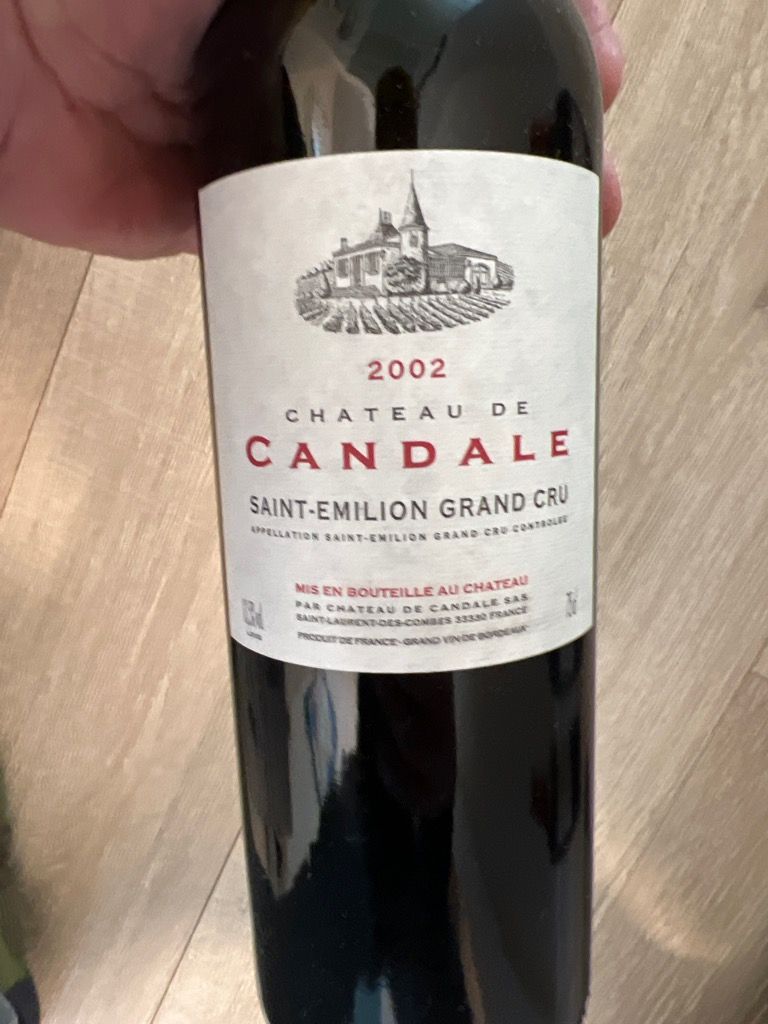 2002
CHATEAU DE
CANDALE
SAINT-EMILION GRAND CRU
APPELLATION SAINT-EMILION GRAND CRU CONTROLEE
MIS EN BOUTEILLE AU CHATEAU
PAR CHATEAU DE CANDALE SAS
SAINT-LAURENT-DES-COMBES 33330 FRANCE
PRODUIT DE FRANCE - GRAND VIN DE BORDEAUX
75cl